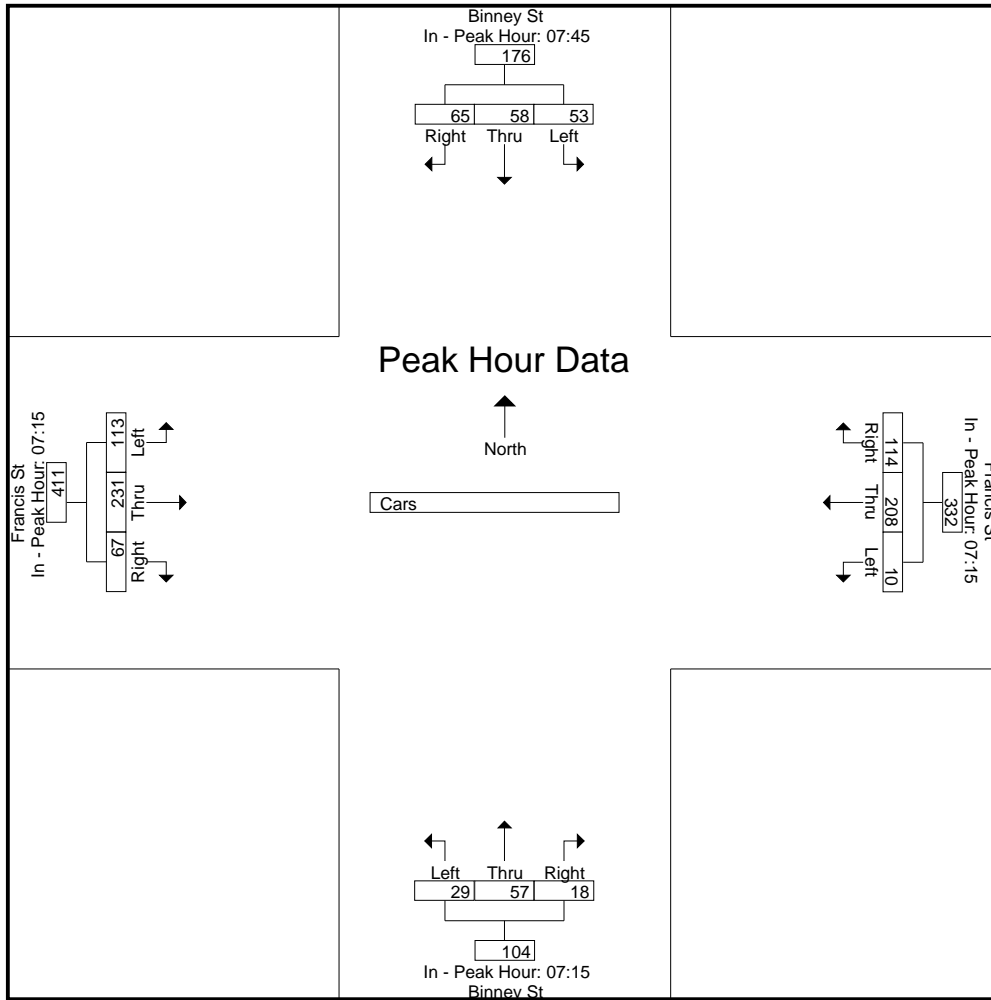 Binney St
In - Peak Hour: 07:45
176
65 58 53
Right Thru Left
Peak Hour Data
North
Cars
Francis St
In - Peak Hour: 07:15
411
113 231 67
Left Thru Right
Francis St
In - Peak Hour: 07:15
332
114 208 10
Right Thru Left
Left Thru Right
29 57 18
104
In - Peak Hour: 07:15
Binney St